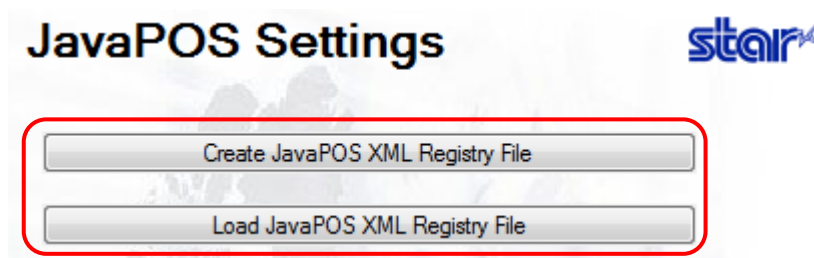 JavaPOS Settings
star
Create JavaPOS XML Registry File
Load JavaPOS XML Registry File